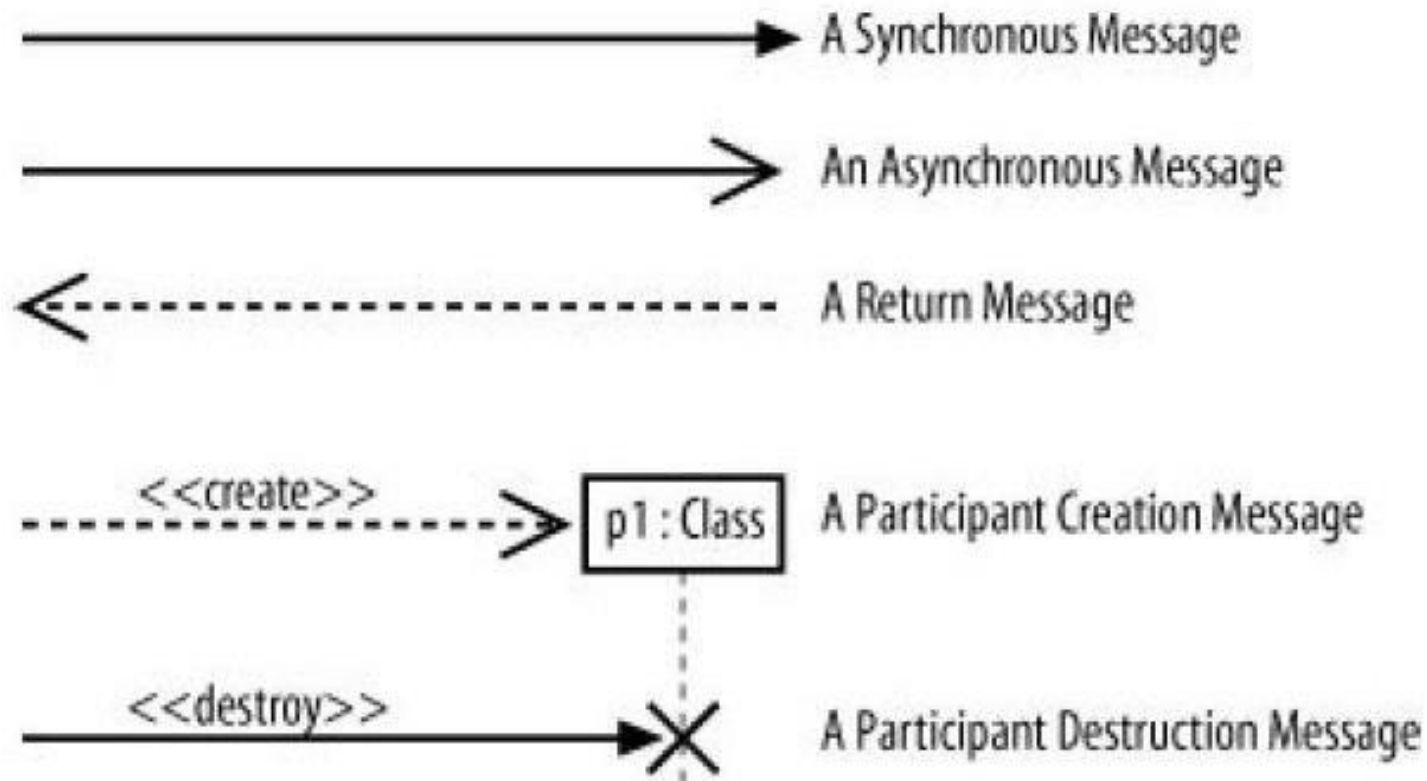 A Synchronous Message
An Asynchronous Message
A Return Message
<<create>>
p1 : Class
A Participant Creation Message
<<destroy>>
A Participant Destruction Message